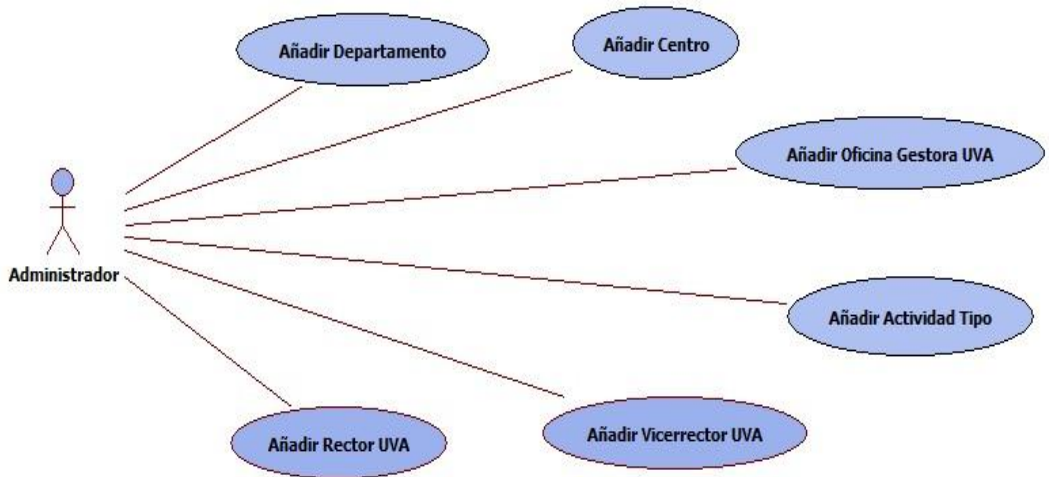 Añadir Departamento
Añadir Centro
Añadir Oficina Gestora UVA
Administrador
Añadir Actividad Tipo
Añadir Rector UVA
Añadir Vicerrector UVA